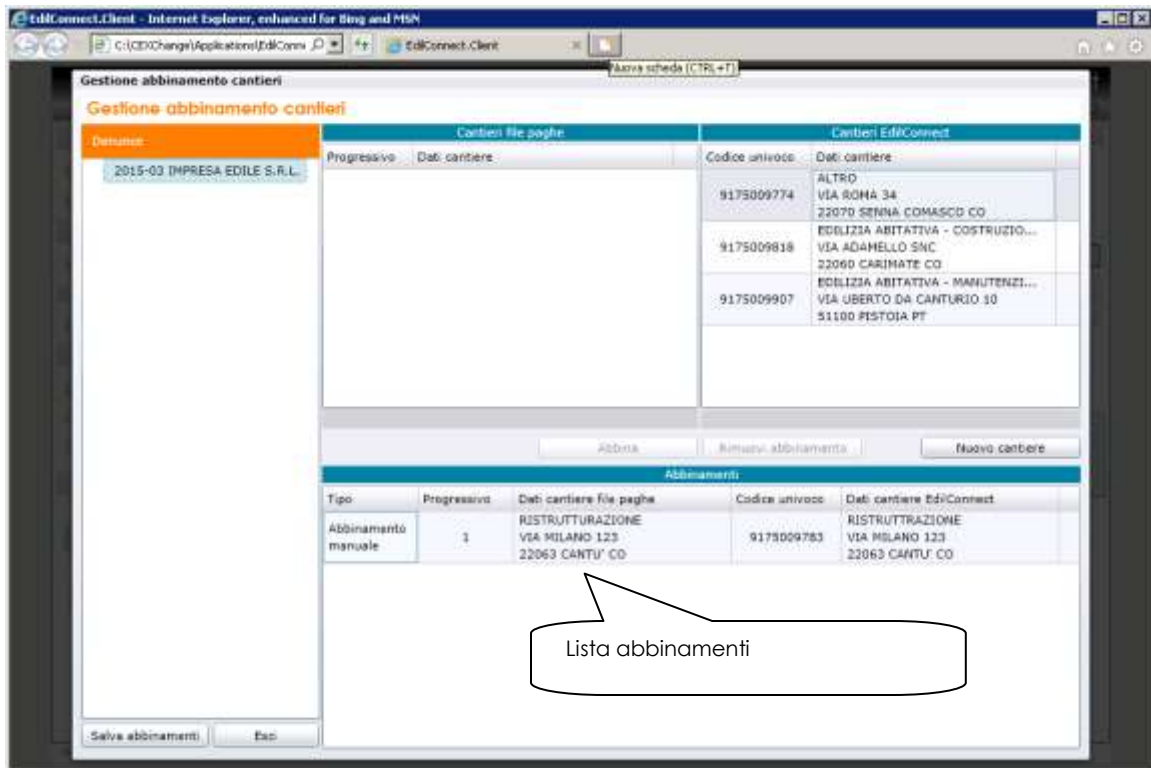 EdilConnect.Client - Internet Explorer, enhanced for Bing and MSN
C:\CEXChange\Applications\EdilConne
EdilConnect.Client
Nuova scheda (CTRL+T)
Gestione abbinamento cantieri
Gestione abbinamento cantieri
Denunce
2015-03 IMPRESA EDILE S.R.L.
Cantieri file paghe
Progressivo Dati cantiere
Cantieri EdilConnect
Codice univoco Dati cantiere
9175009774
ALTRO
VIA ROMA 34
22070 SENNA COMASCO CO
9175009818
EDILIZIA ABITATIVA - COSTRUZIO...
VIA ADAMELLO SNC
22060 CARIMATE CO
9175009907
EDILIZIA ABITATIVA - MANUTENZI...
VIA UBERTO DA CANTURIO 10
51100 PISTOIA PT
Abbina
Rimuovi abbinamento
Nuovo cantiere
Abbinamenti
Tipo Progressivo Dati cantiere file paghe Codice univoco Dati cantiere EdilConnect
Abbinamento
manuale
1
RISTRUTTURAZIONE
VIA MILANO 123
22063 CANTU' CO
9175009783
RISTRUTTRAZIONE
VIA MILANO 123
22063 CANTU' CO
Lista abbinamenti
Salva abbinamenti
Esci